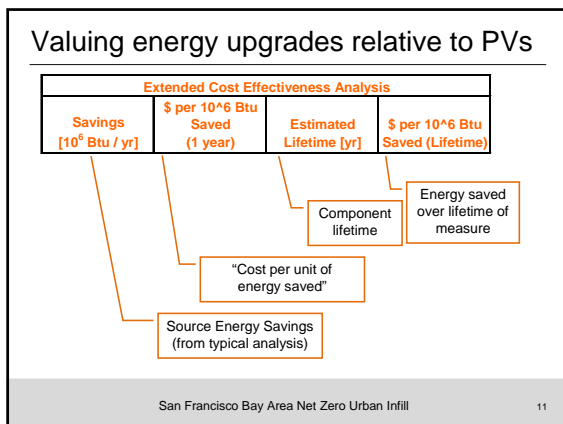 Valuing energy upgrades relative to PVs
Extended Cost Effectiveness Analysis
Savings
[10^6 Btu / yr]
$ per 10^6 Btu
Saved
(1 year)
Estimated
Lifetime [yr]
$ per 10^6 Btu
Saved (Lifetime)
Energy saved
over lifetime of
measure
Component
lifetime
“Cost per unit of
energy saved”
Source Energy Savings
(from typical analysis)
San Francisco Bay Area Net Zero Urban Infill
11